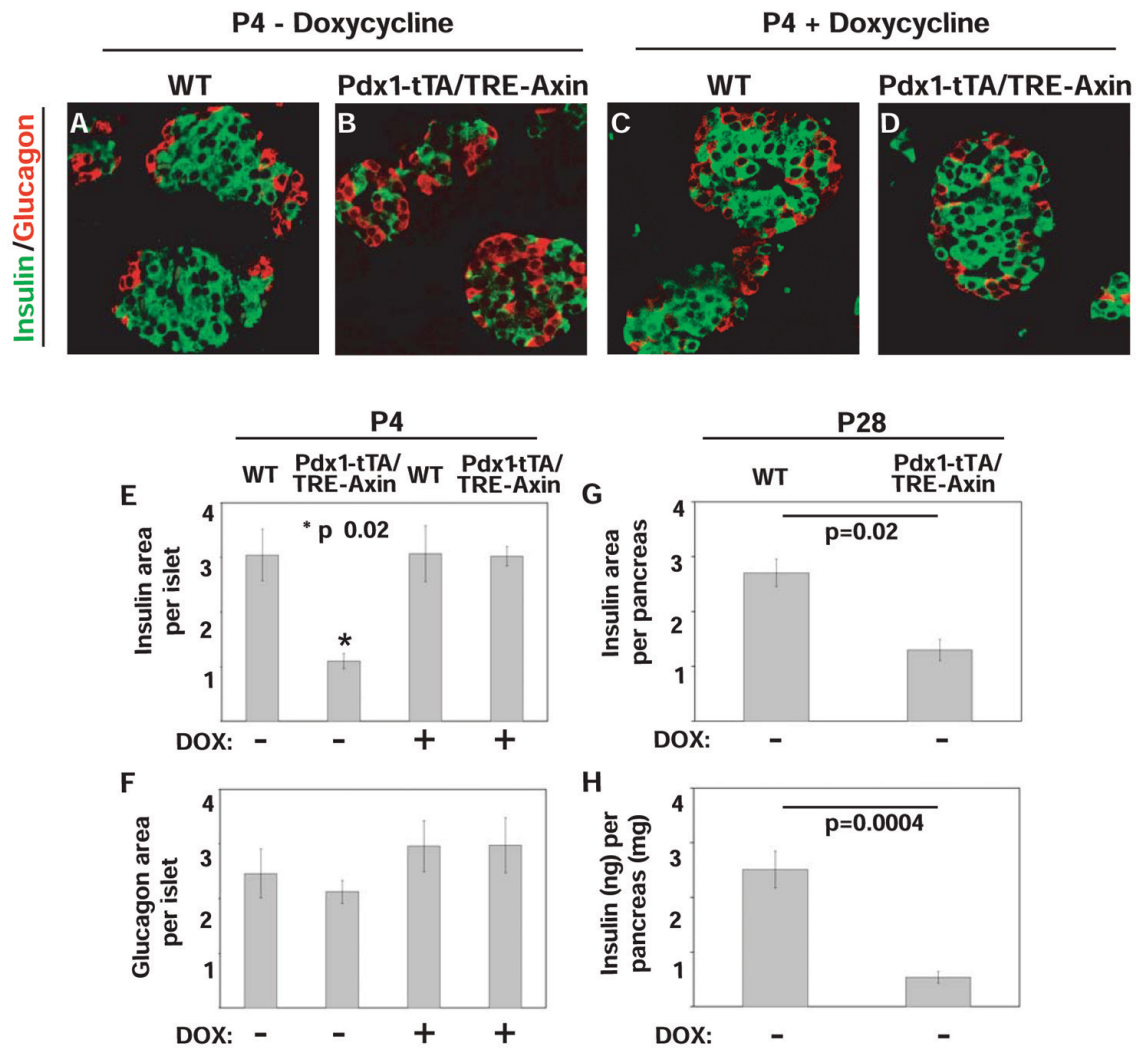 P4 - Doxycycline
P4 + Doxycycline
WT
Pdx1-tTA/TRE-Axin
WT
Pdx1-tTA/TRE-Axin
Insulin/Glucagon
A
B
C
D
P4
WT
Pdx1-tTA/
TRE-Axin
WT
Pdx1-tTA/
TRE-Axin
E
Insulin area
per islet
4
3
2
1
* p 0.02
*
DOX: - - + +
P28
WT
Pdx1-tTA/
TRE-Axin
G
Insulin area
per pancreas
4
3
2
1
p=0.02
DOX: - -
F
Glucagon area
per islet
4
3
2
1
DOX: - - + +
H
Insulin (ng) per
pancreas (mg)
4
3
2
1
p=0.0004
DOX: - -